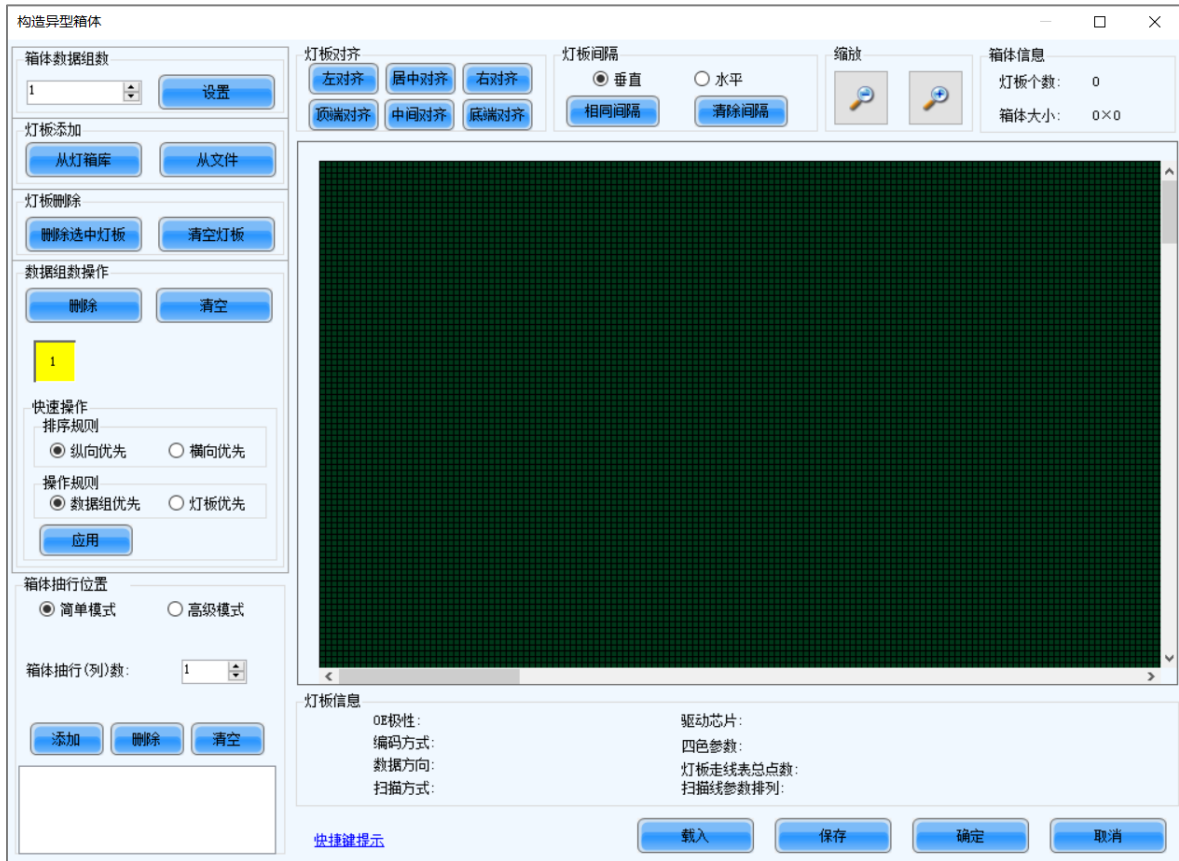 构造异型箱体
箱体数据组数
1
设置
灯板添加
从灯箱库
从文件
灯板删除
删除选中灯板
清空灯板
数据组数操作
删除
清空
1
快速操作
排序规则
纵向优先
横向优先
操作规则
数据组优先
灯板优先
应用
箱体抽行位置
简单模式
高级模式
箱体抽行(列)数:
1
添加
删除
清空
灯板对齐
左对齐
居中对齐
右对齐
顶端对齐
中间对齐
底端对齐
灯板间隔
垂直
水平
相同间隔
清除间隔
缩放
箱体信息
灯板个数: 0
箱体大小: 0×0
灯板信息
OE极性:
编码方式:
数据方向:
扫描方式:
驱动芯片:
四色参数:
灯板走线表总点数:
扫描线参数排列:
快捷键提示
载入
保存
确定
取消